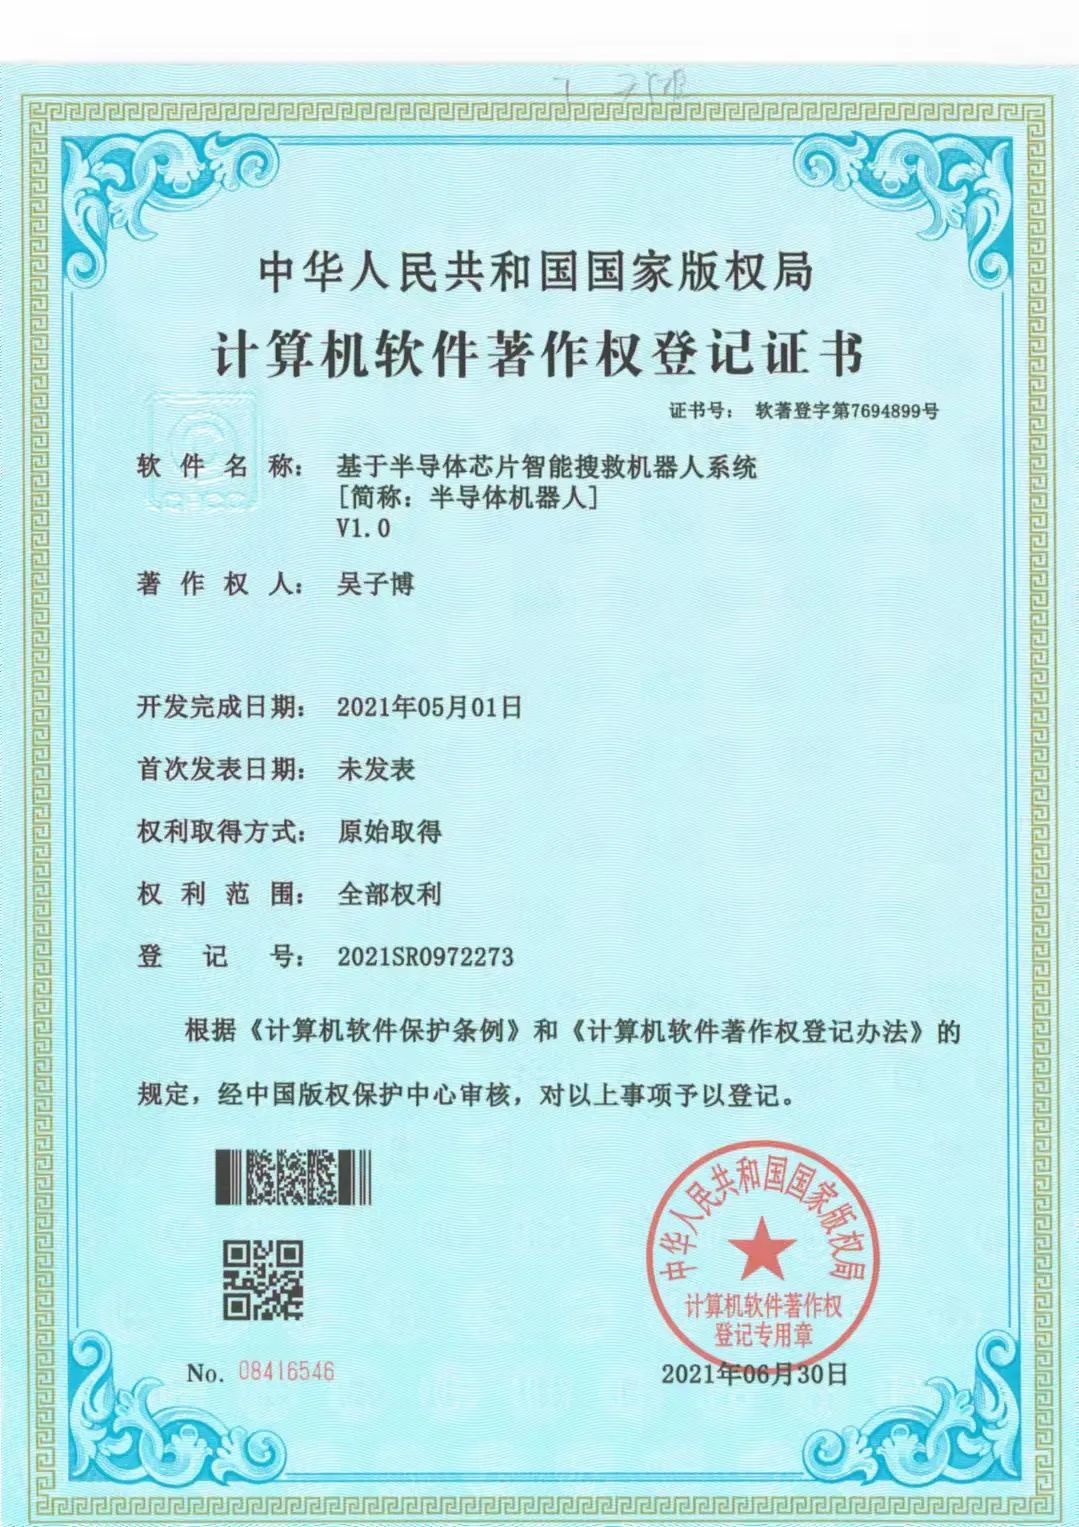 中华人民共和国国家版权局
计算机软件著作权登记证书
证书号： 软著登字第7694899号
软件名称： 基于半导体芯片智能搜救机器人系统
[简称：半导体机器人]
V1.0
著作权人： 吴子博
开发完成日期： 2021年05月01日
首次发表日期： 未发表
权利取得方式： 原始取得
权利范围： 全部权利
登记号： 2021SR0972273
根据《计算机软件保护条例》和《计算机软件著作权登记办法》的
规定，经中国版权保护中心审核，对以上事项予以登记。
中华人民共和国国家版权局
计算机软件著作权
登记专用章
No. 08416546
2021年06月30日